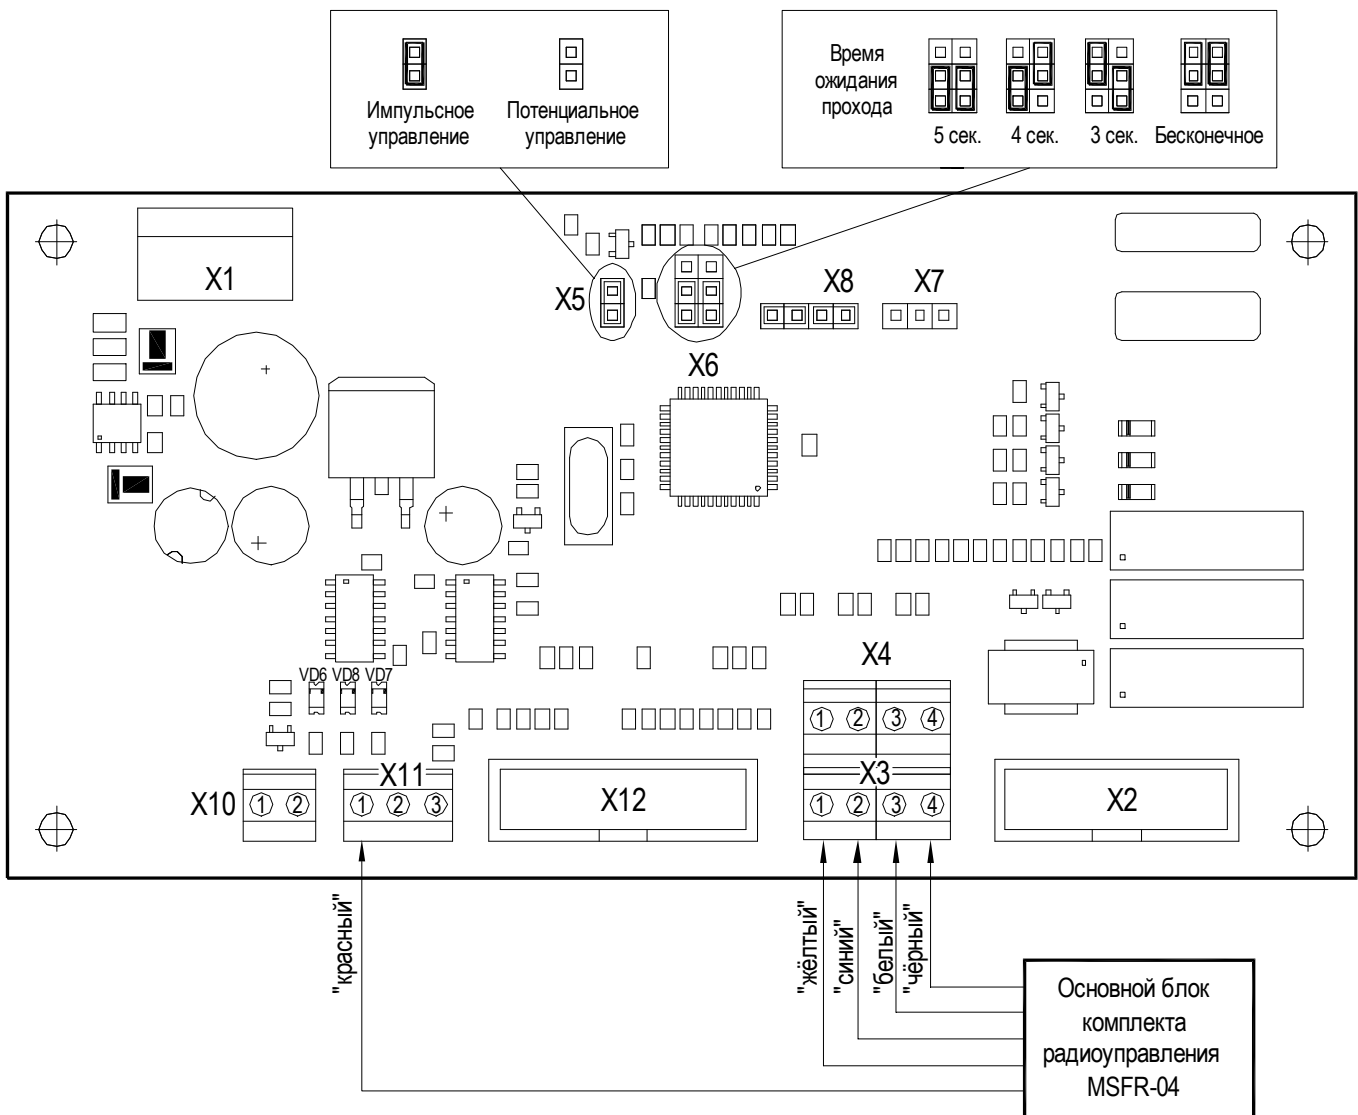 Импульсное
управление
Потенциальное
управление
Время
ожидания
прохода
5 сек.
4 сек.
3 сек.
Бесконечное
X1
X5
X6
X8
X7
VD6
VD8
VD7
X4
1
2
3
4
X10
1
2
X11
1
2
3
X12
X3
1
2
3
4
X2
"красный"
"жёлтый"
"синий"
"белый"
"чёрный"
Основной блок
комплекта
радиоуправления
MSFR-04